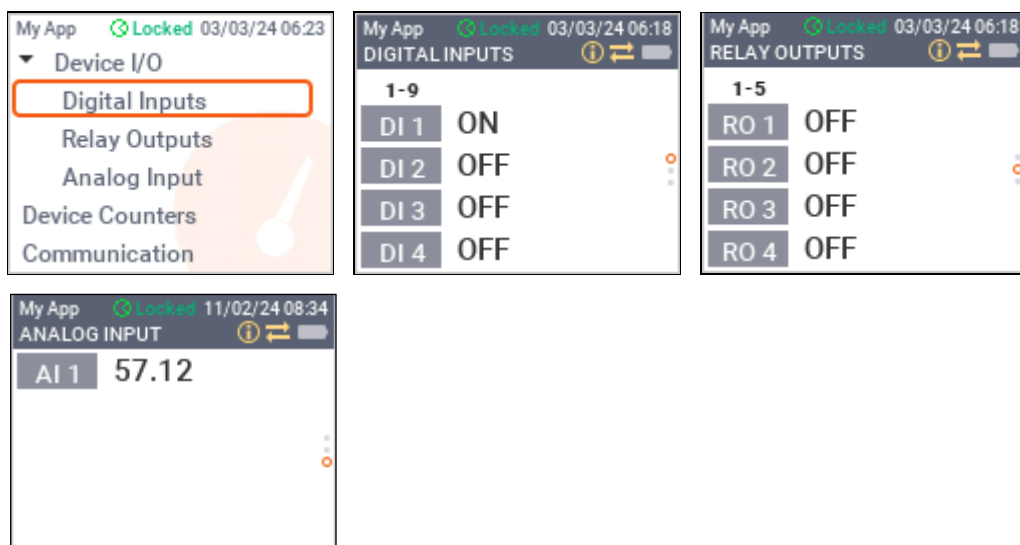 My App Locked 03/03/24 06:23
Device I/O
Digital Inputs
Relay Outputs
Analog Input
Device Counters
Communication
My App Locked 03/03/24 06:18
DIGITAL INPUTS
1-9
DI 1 ON
DI 2 OFF
DI 3 OFF
DI 4 OFF
My App Locked 03/03/24 06:18
RELAY OUTPUTS
1-5
RO 1 OFF
RO 2 OFF
RO 3 OFF
RO 4 OFF
My App Locked 11/02/24 08:34
ANALOG INPUT
AI 1 57.12